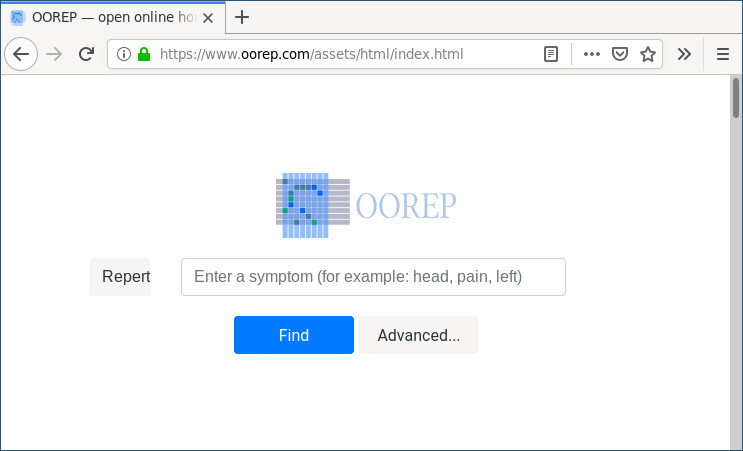 OOREP — open online ho
https://www.oorep.com/assets/html/index.html
OOREP
Repert
Enter a symptom (for example: head, pain, left)
Find
Advanced...